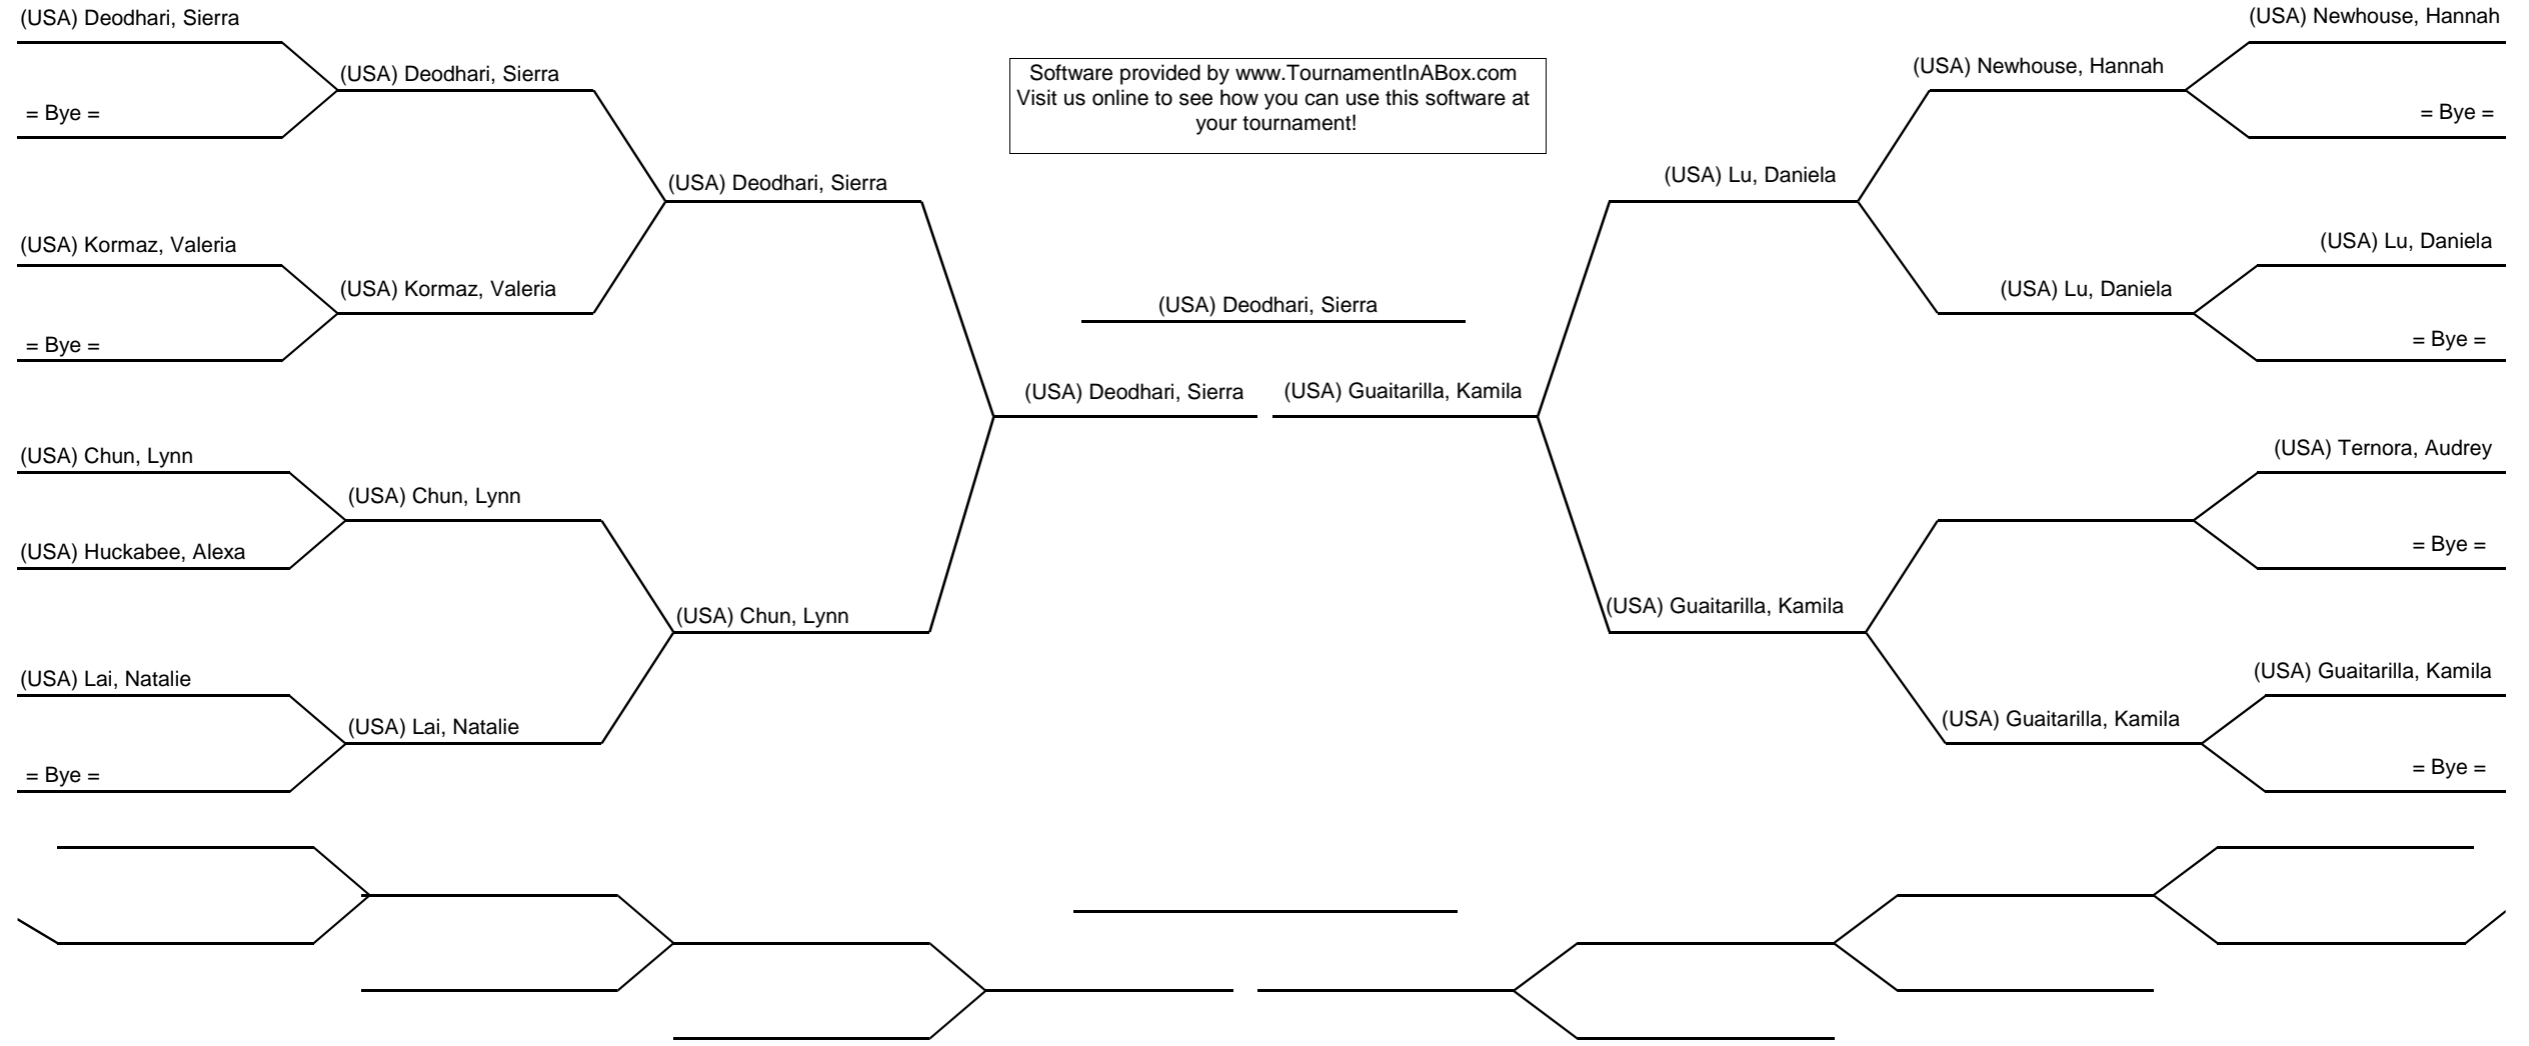 (USA) Deodhari, Sierra
= Bye =
(USA) Kormaz, Valeria
= Bye =
(USA) Chun, Lynn
(USA) Huckabee, Alexa
(USA) Lai, Natalie
= Bye =
(USA) Deodhari, Sierra
(USA) Kormaz, Valeria
(USA) Chun, Lynn
(USA) Lai, Natalie
(USA) Deodhari, Sierra
(USA) Chun, Lynn
Software provided by www.TournamentInABox.com
Visit us online to see how you can use this software at
your tournament!
(USA) Deodhari, Sierra
(USA) Deodhari, Sierra
(USA) Guaitarilla, Kamila
(USA) Lu, Daniela
(USA) Guaitarilla, Kamila
(USA) Newhouse, Hannah
(USA) Lu, Daniela
(USA) Guaitarilla, Kamila
(USA) Newhouse, Hannah
= Bye =
(USA) Lu, Daniela
= Bye =
(USA) Ternora, Audrey
= Bye =
(USA) Guaitarilla, Kamila
= Bye =